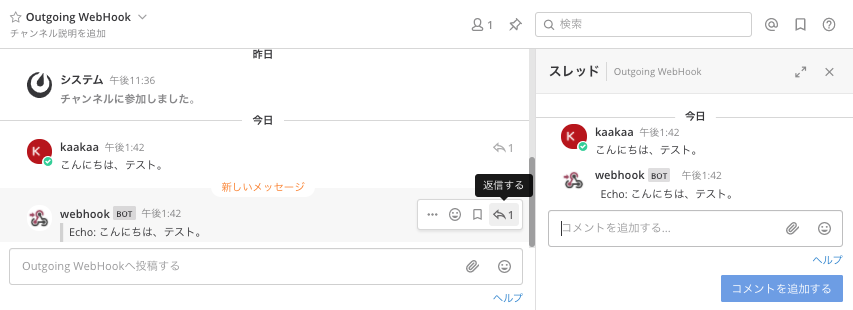 Outgoing WebHook
チャンネル説明を追加
1
検索
昨日
システム 午後11:36
チャンネルに参加しました。
今日
kaakaa 午後1:42
1
こんにちは、テスト。
新しいメッセージ
返信する
webhook BOT 午後1:42
1
Echo: こんにちは、テスト。
Outgoing WebHookへ投稿する
ヘルプ
スレッド Outgoing WebHook
今日
K
kaakaa 午後1:42
こんにちは、テスト。
webhook BOT 午後1:42
Echo: こんにちは、テスト。
コメントを追加する...
ヘルプ
コメントを追加する